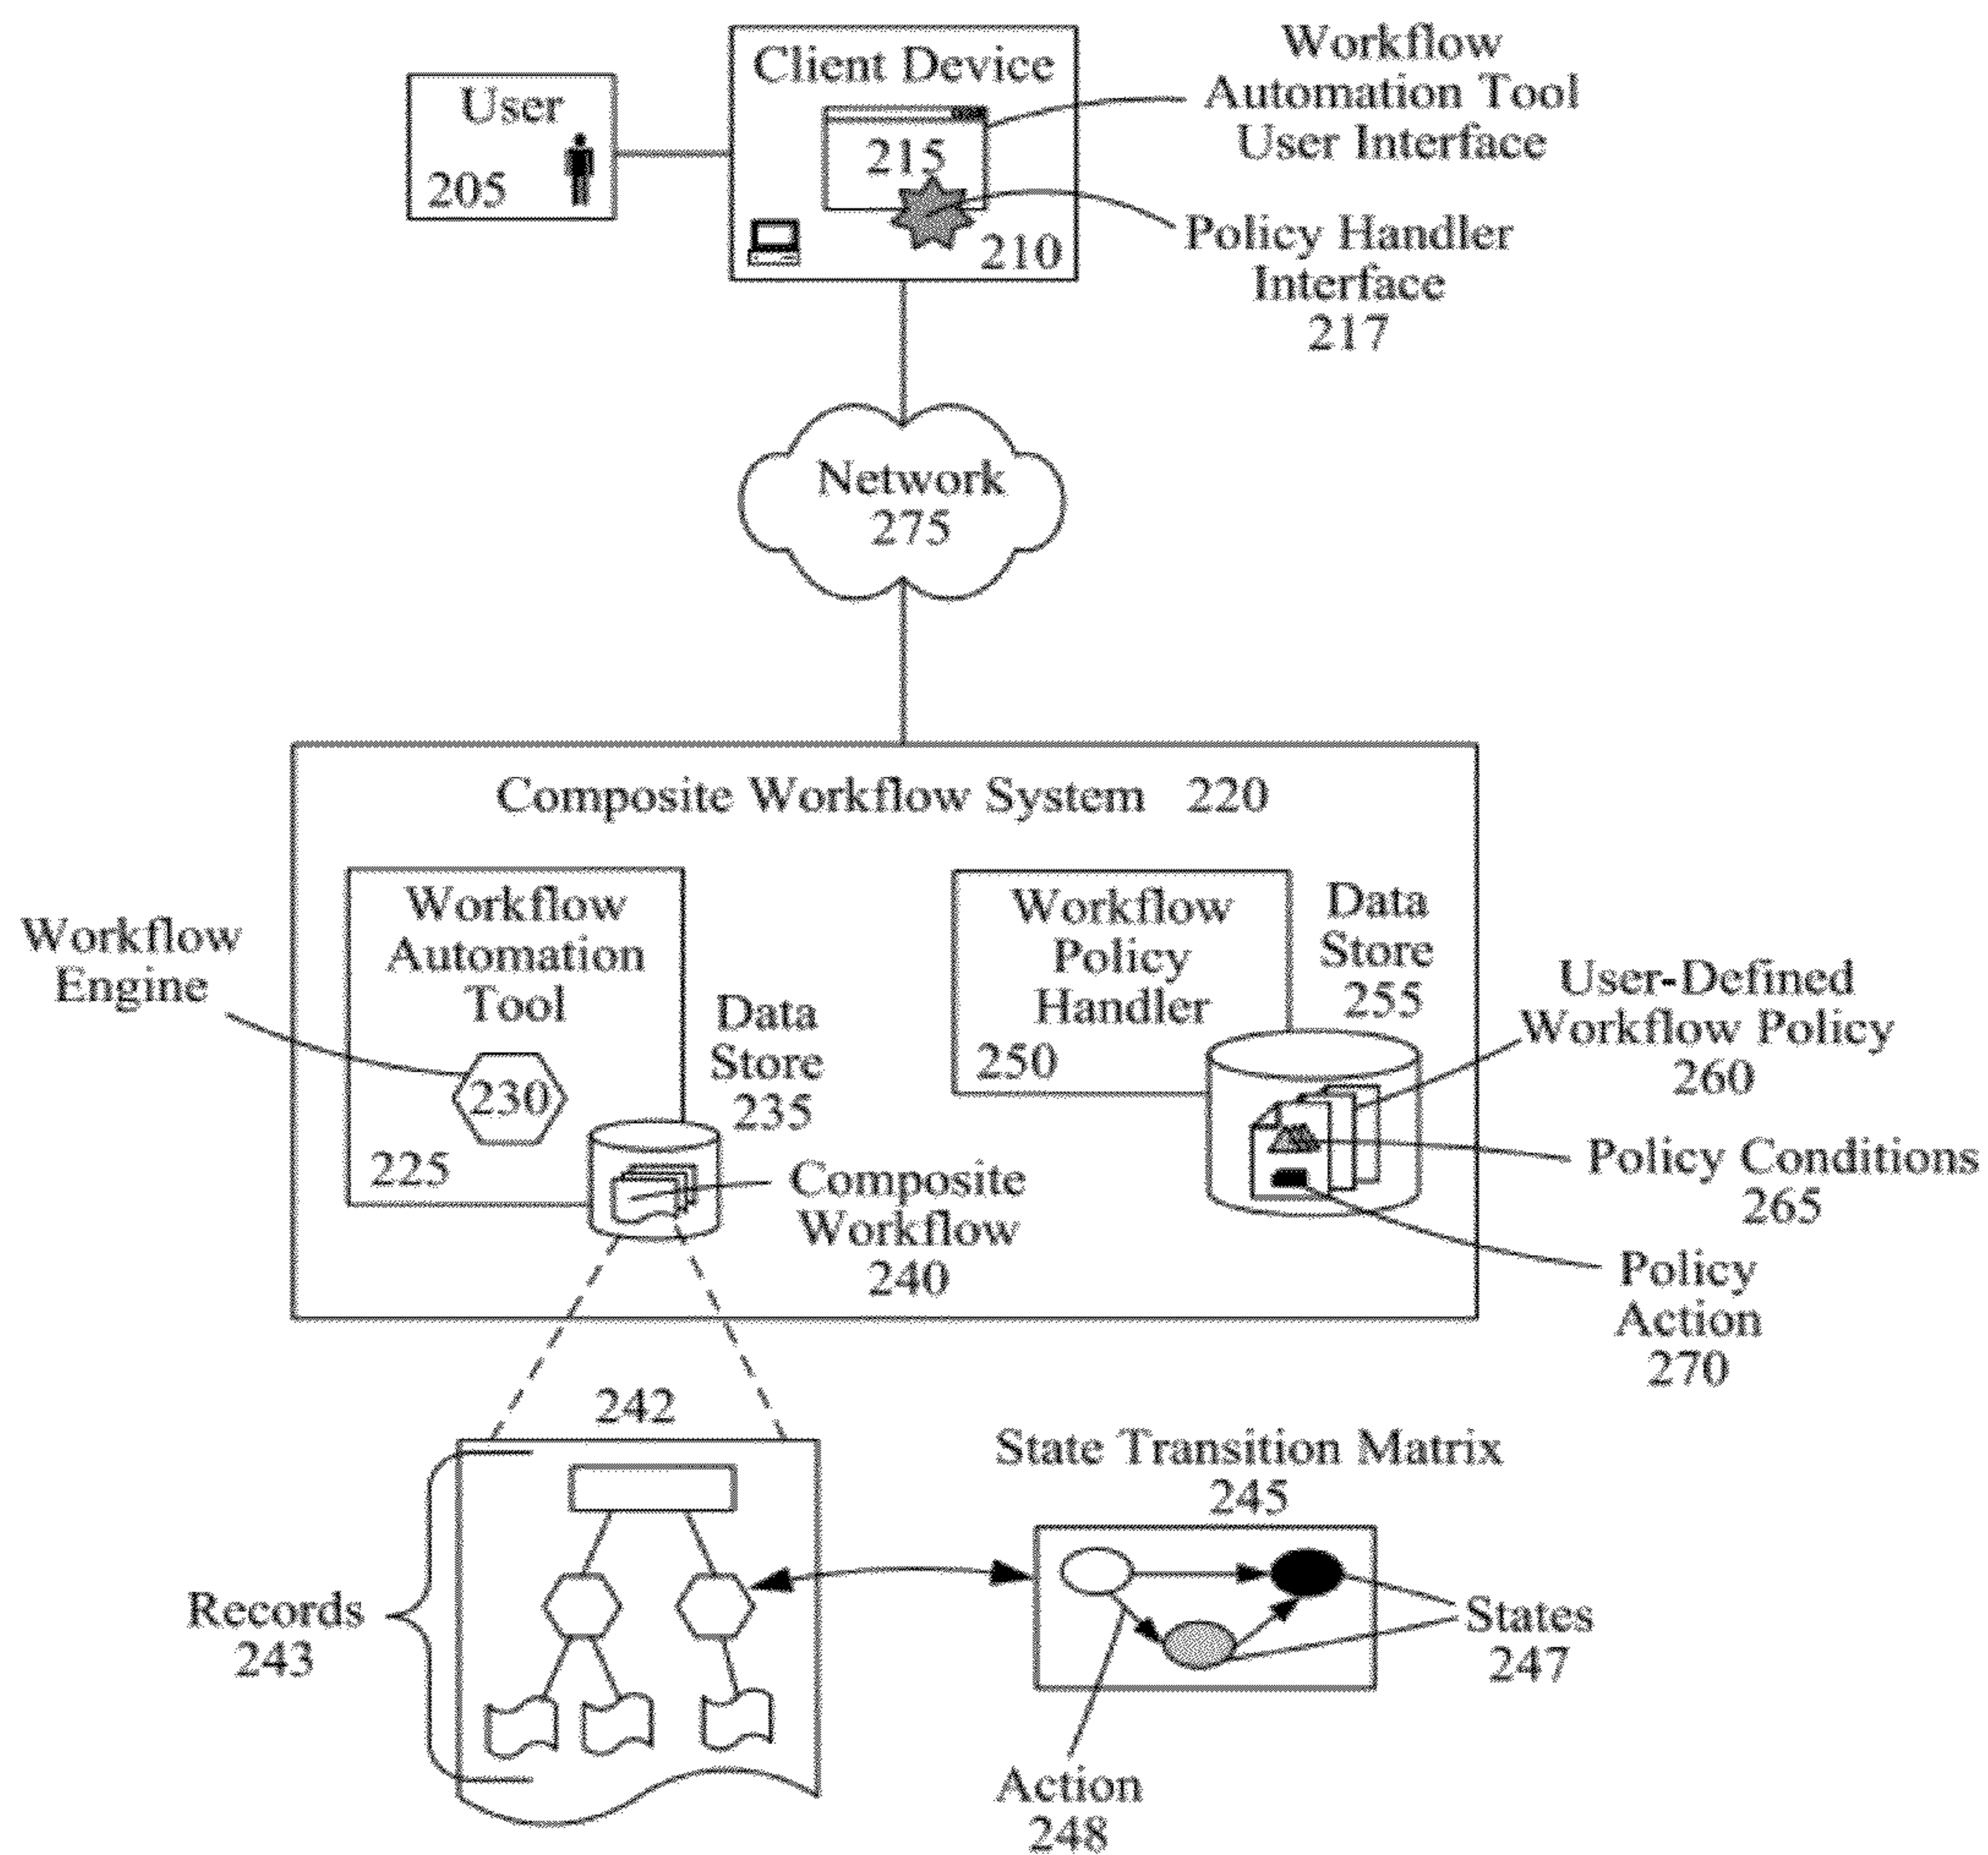 User
205
Client Device
215
210
Workflow
Automation Tool
User Interface
Policy Handler
Interface
217
Network
275
Composite Workflow System 220
Workflow
Engine
Workflow
Automation
Tool
230
225
Data
Store
235
Composite
Workflow
240
Workflow
Policy
Handler
250
Data
Store
255
User-Defined
Workflow Policy
260
Policy Conditions
265
Policy
Action
270
242
Records
243
State Transition Matrix
245
States
247
Action
248